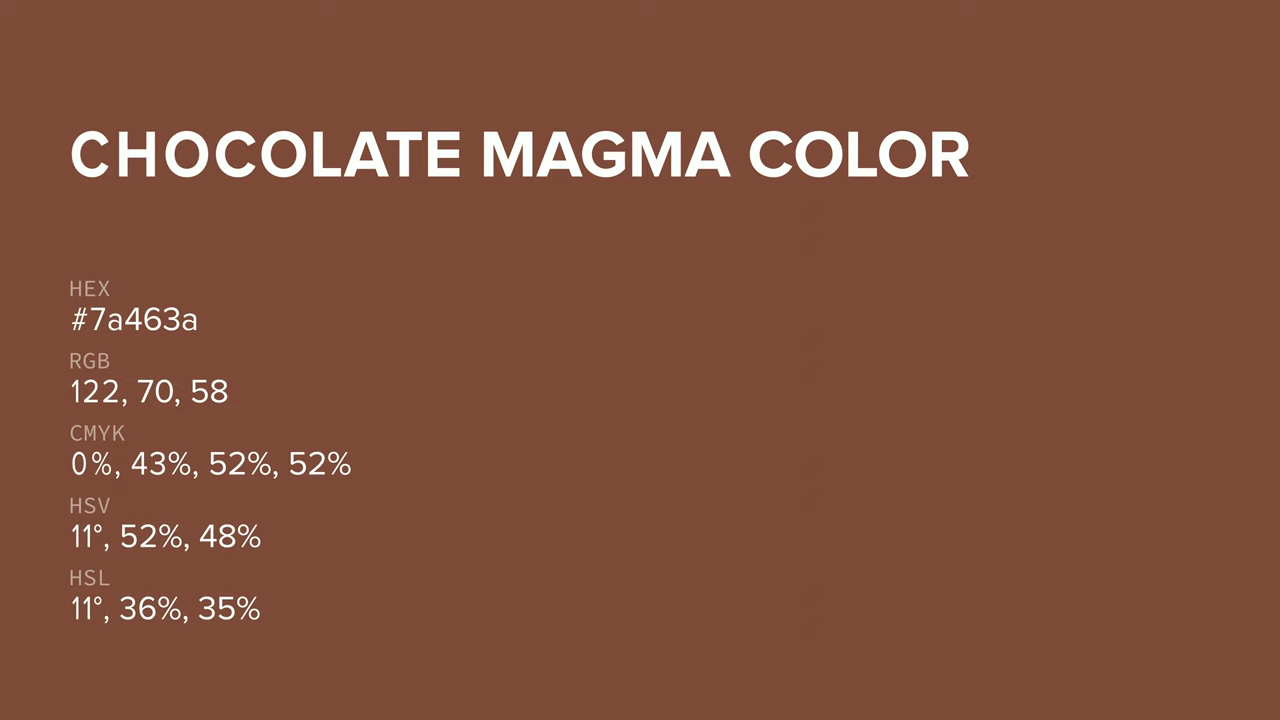 CHOCOLATE MAGMA COLOR
HEX
#7a463a
RGB
122, 70, 58
CMYK
0%, 43%, 52%, 52%
HSV
11°, 52%, 48%
HSL
11°, 36%, 35%